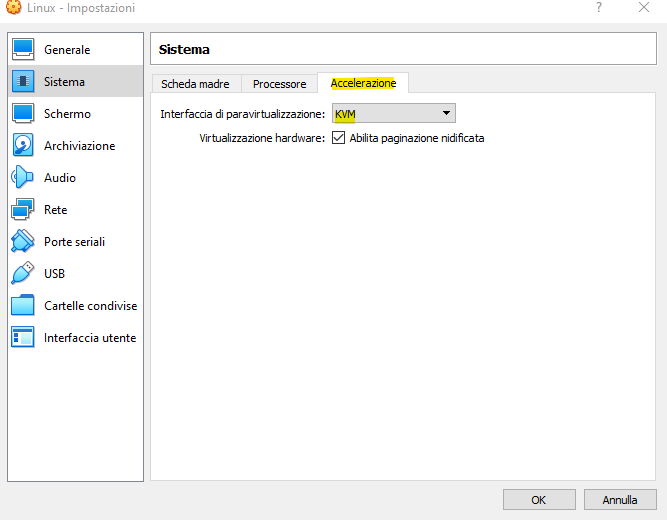 Linux - Impostazioni
?
Generale
Sistema
Schermo
Archiviazione
Audio
Rete
Porte seriali
USB
Cartelle condivise
Interfaccia utente
Sistema
Scheda madre Processore Accelerazione
Interfaccia di paravirtualizzazione: KVM
Virtualizzazione hardware: Abilita paginazione nidificata
OK Annulla